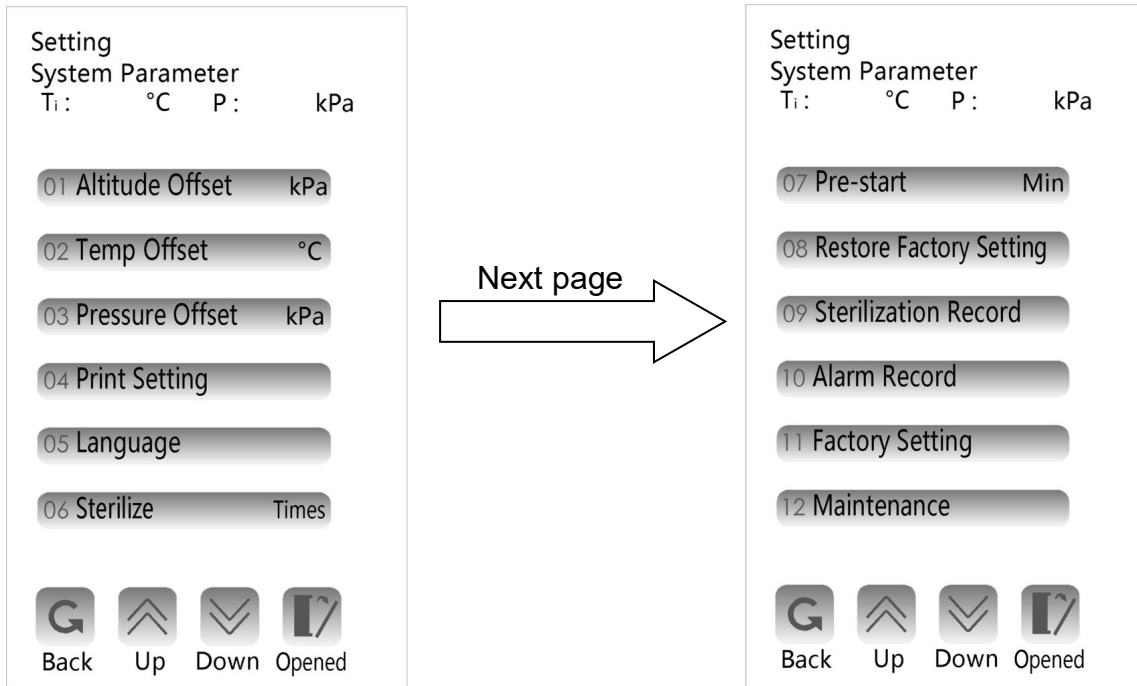 Setting
System Parameter
Ti : °C P : kPa
01 Altitude Offset kPa
02 Temp Offset °C
03 Pressure Offset kPa
04 Print Setting
05 Language
06 Sterilize Times
Back Up Down Opened
Next page
Setting
System Parameter
Ti : °C P : kPa
07 Pre-start Min
08 Restore Factory Setting
09 Sterilization Record
10 Alarm Record
11 Factory Setting
12 Maintenance
Back Up Down Opened